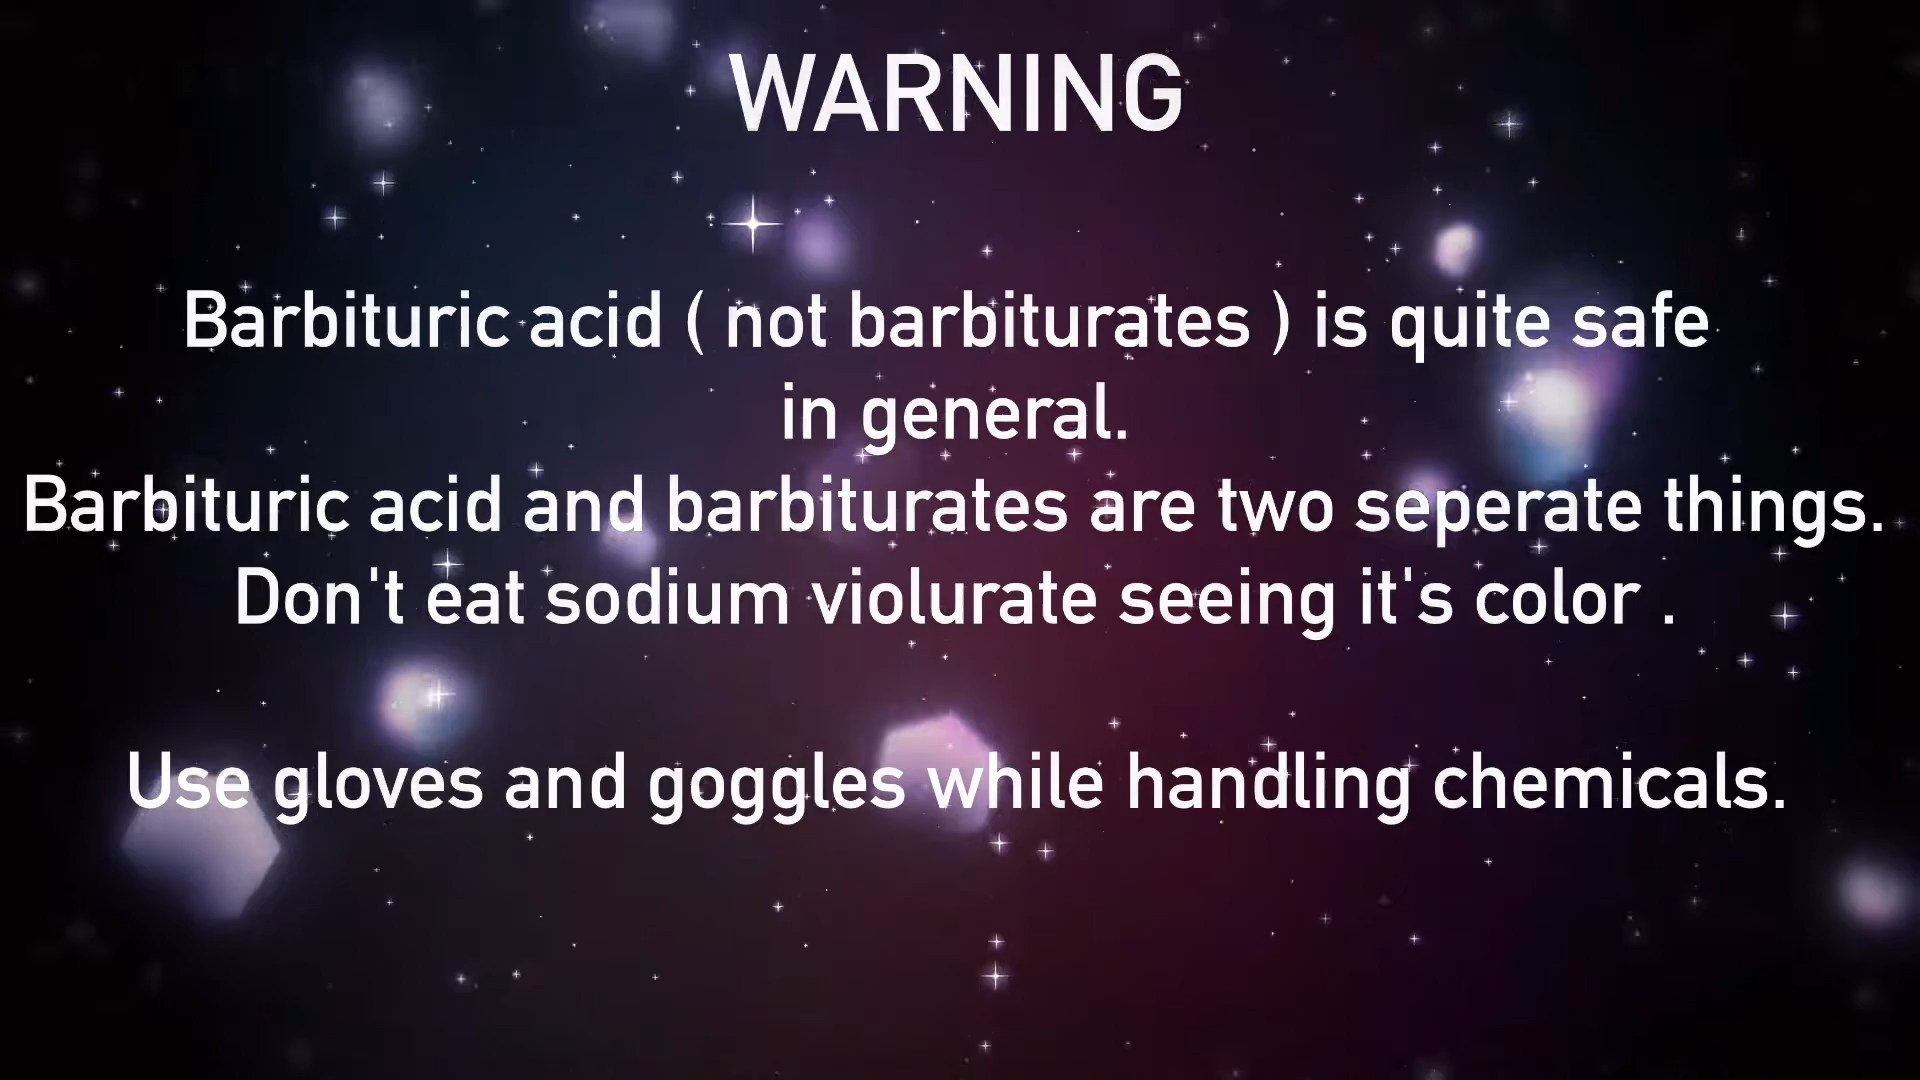 WARNING
Barbituric acid ( not barbiturates ) is quite safe
in general.
Barbituric acid and barbiturates are two seperate things.
Don't eat sodium violurate seeing it's color .
Use gloves and goggles while handling chemicals.